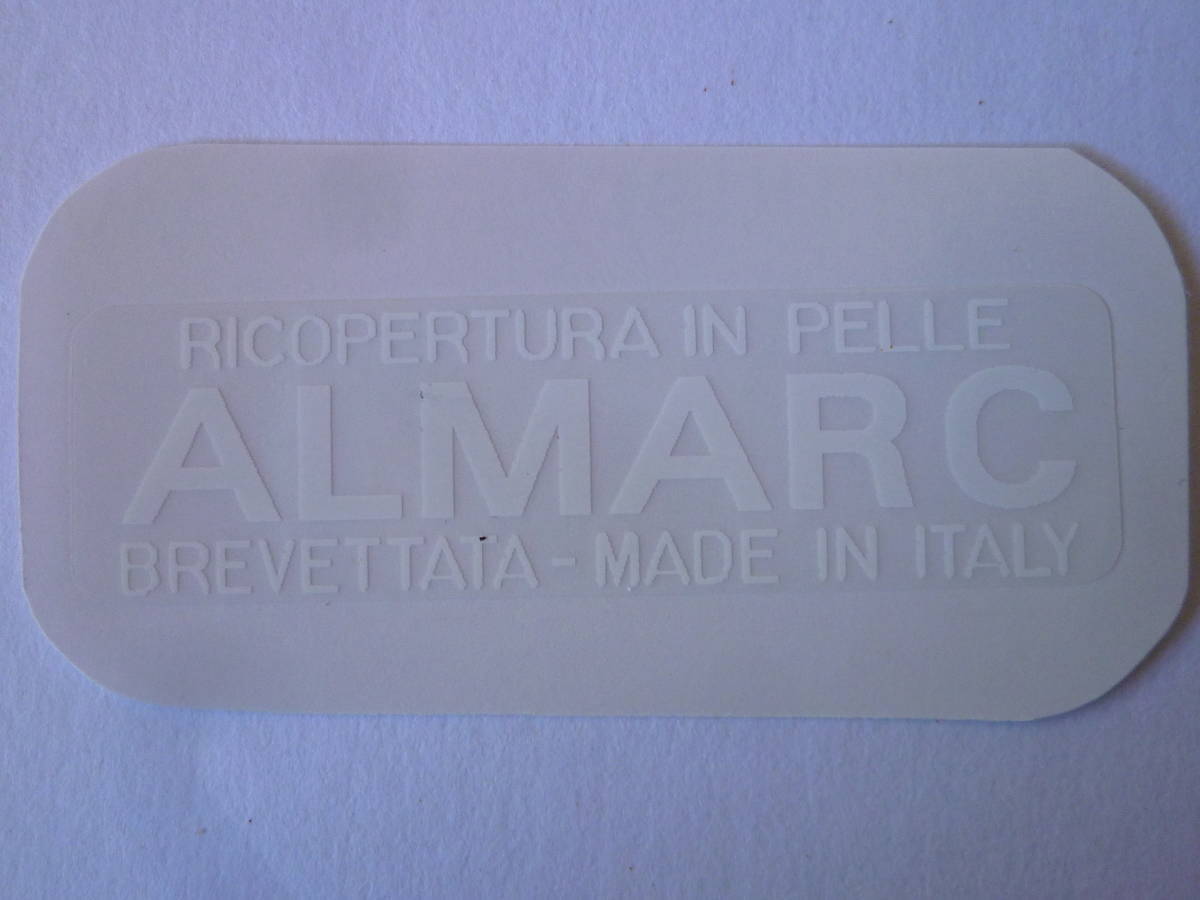 RICOPERTURA IN PELLE
ALMARC
BREVETTATA - MADE IN ITALY